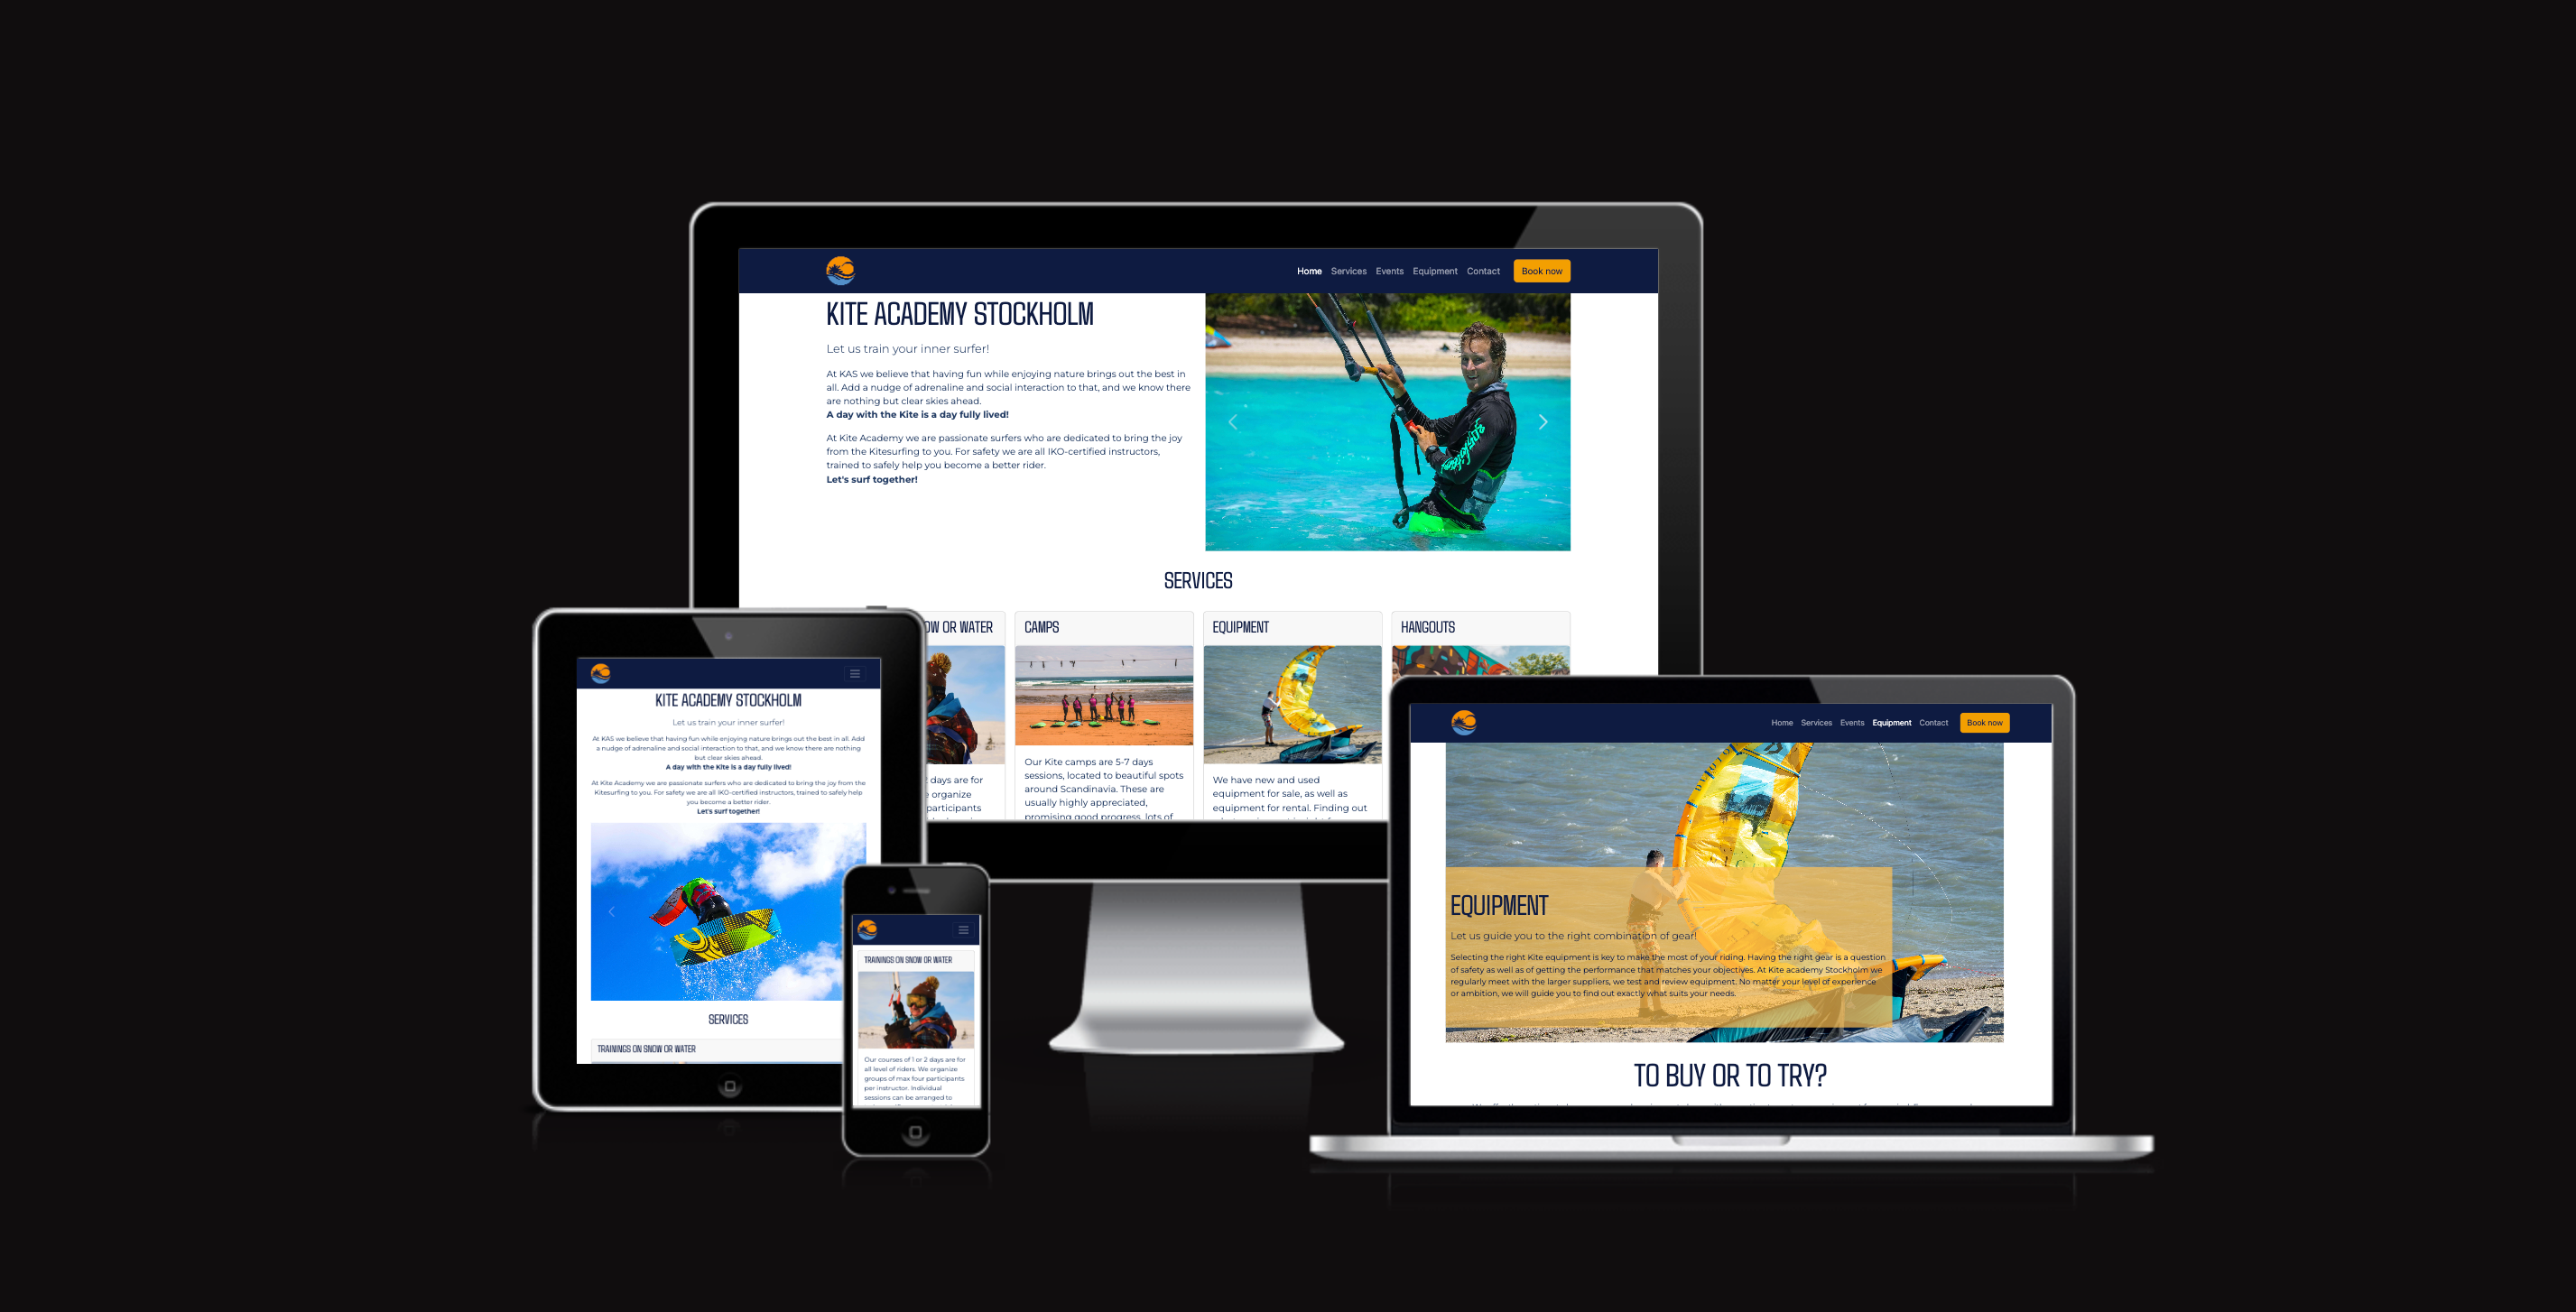 Home Services Events Equipment Contact Book now
KITE ACADEMY STOCKHOLM
Let us train your inner surfer!
At KAS we believe that having fun while enjoying nature brings out the best in
all. Add a nudge of adrenaline and social interaction to that, and we know there
are nothing but clear skies ahead.
A day with the Kite is a day fully lived!
At Kite Academy we are passionate surfers who are dedicated to bring the joy
from the Kitesurfing to you. For safety we are all IKO-certified instructors,
trained to safely help you become a better rider.
Let's surf together!
SERVICES
OR WATER
days are for
organize
participants
CAMPS
Our Kite camps are 5-7 days
sessions, located to beautiful spots
around Scandinavia. These are
usually highly appreciated,
promising good progress, lots of
EQUIPMENT
We have new and used
equipment for sale, as well as
equipment for rental. Finding out
HANGOUTS
KITE ACADEMY STOCKHOLM
Let us train your inner surfer!
At KAS we believe that having fun while enjoying nature brings out the best in all. Add
a nudge of adrenaline and social interaction to that, and we know there are nothing
but clear skies ahead.
A day with the Kite is a day fully lived!
At Kite Academy we are passionate surfers who are dedicated to bring the joy from the
Kitesurfing to you. For safety we are all IKO-certified instructors, trained to safely help
you become a better rider.
Let's surf together!
SERVICES
TRAININGS ON SNOW OR WATER
TRAININGS ON SNOW OR WATER
Our courses of 1 or 2 days are for
all level of riders. We organize
groups of max four participants
per instructor. Individual
sessions can be arranged to
Home Services Events Equipment Contact Book now
EQUIPMENT
Let us guide you to the right combination of gear!
Selecting the right Kite equipment is key to make the most of your riding. Having the right gear is a question
of safety as well as of getting the performance that matches your objectives. At Kite academy Stockholm we
regularly meet with the larger suppliers, we test and review equipment. No matter your level of experience
or ambition, we will guide you to find out exactly what suits your needs.
TO BUY OR TO TRY?